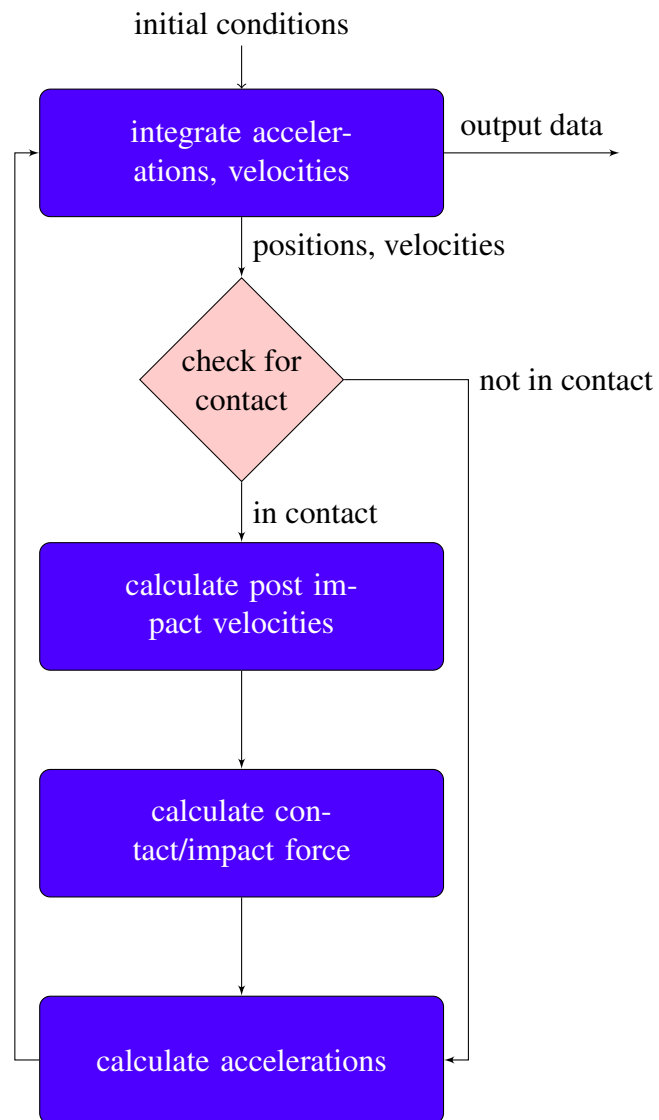 initial conditions
integrate acceler-
ations, velocities
output data
positions, velocities
check for
contact
not in contact
in contact
calculate post im-
pact velocities
calculate con-
tact/impact force
calculate accelerations